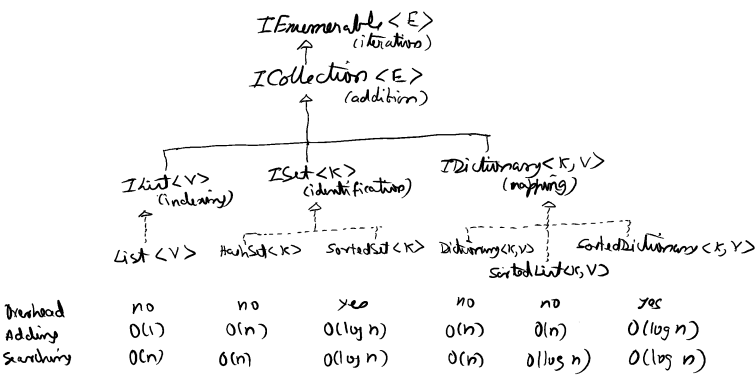 IEnumerable<E>
(iteration)
ICollection<E>
(addition)
IList<V>
(indexing)
ISet<K>
(identification)
IDictionary<K,V>
(mapping)
List<V>
HashSet<K>
SortedSet<K>
Dictionary<K,V>
SortedList<K,V>
SortedDictionary<K,V>
Overhead no no yes no no yes
Adding O(1) O(n) O(log n) O(n) O(n) O(log n)
Searching O(n) O(n) O(log n) O(n) O(log n) O(log n)